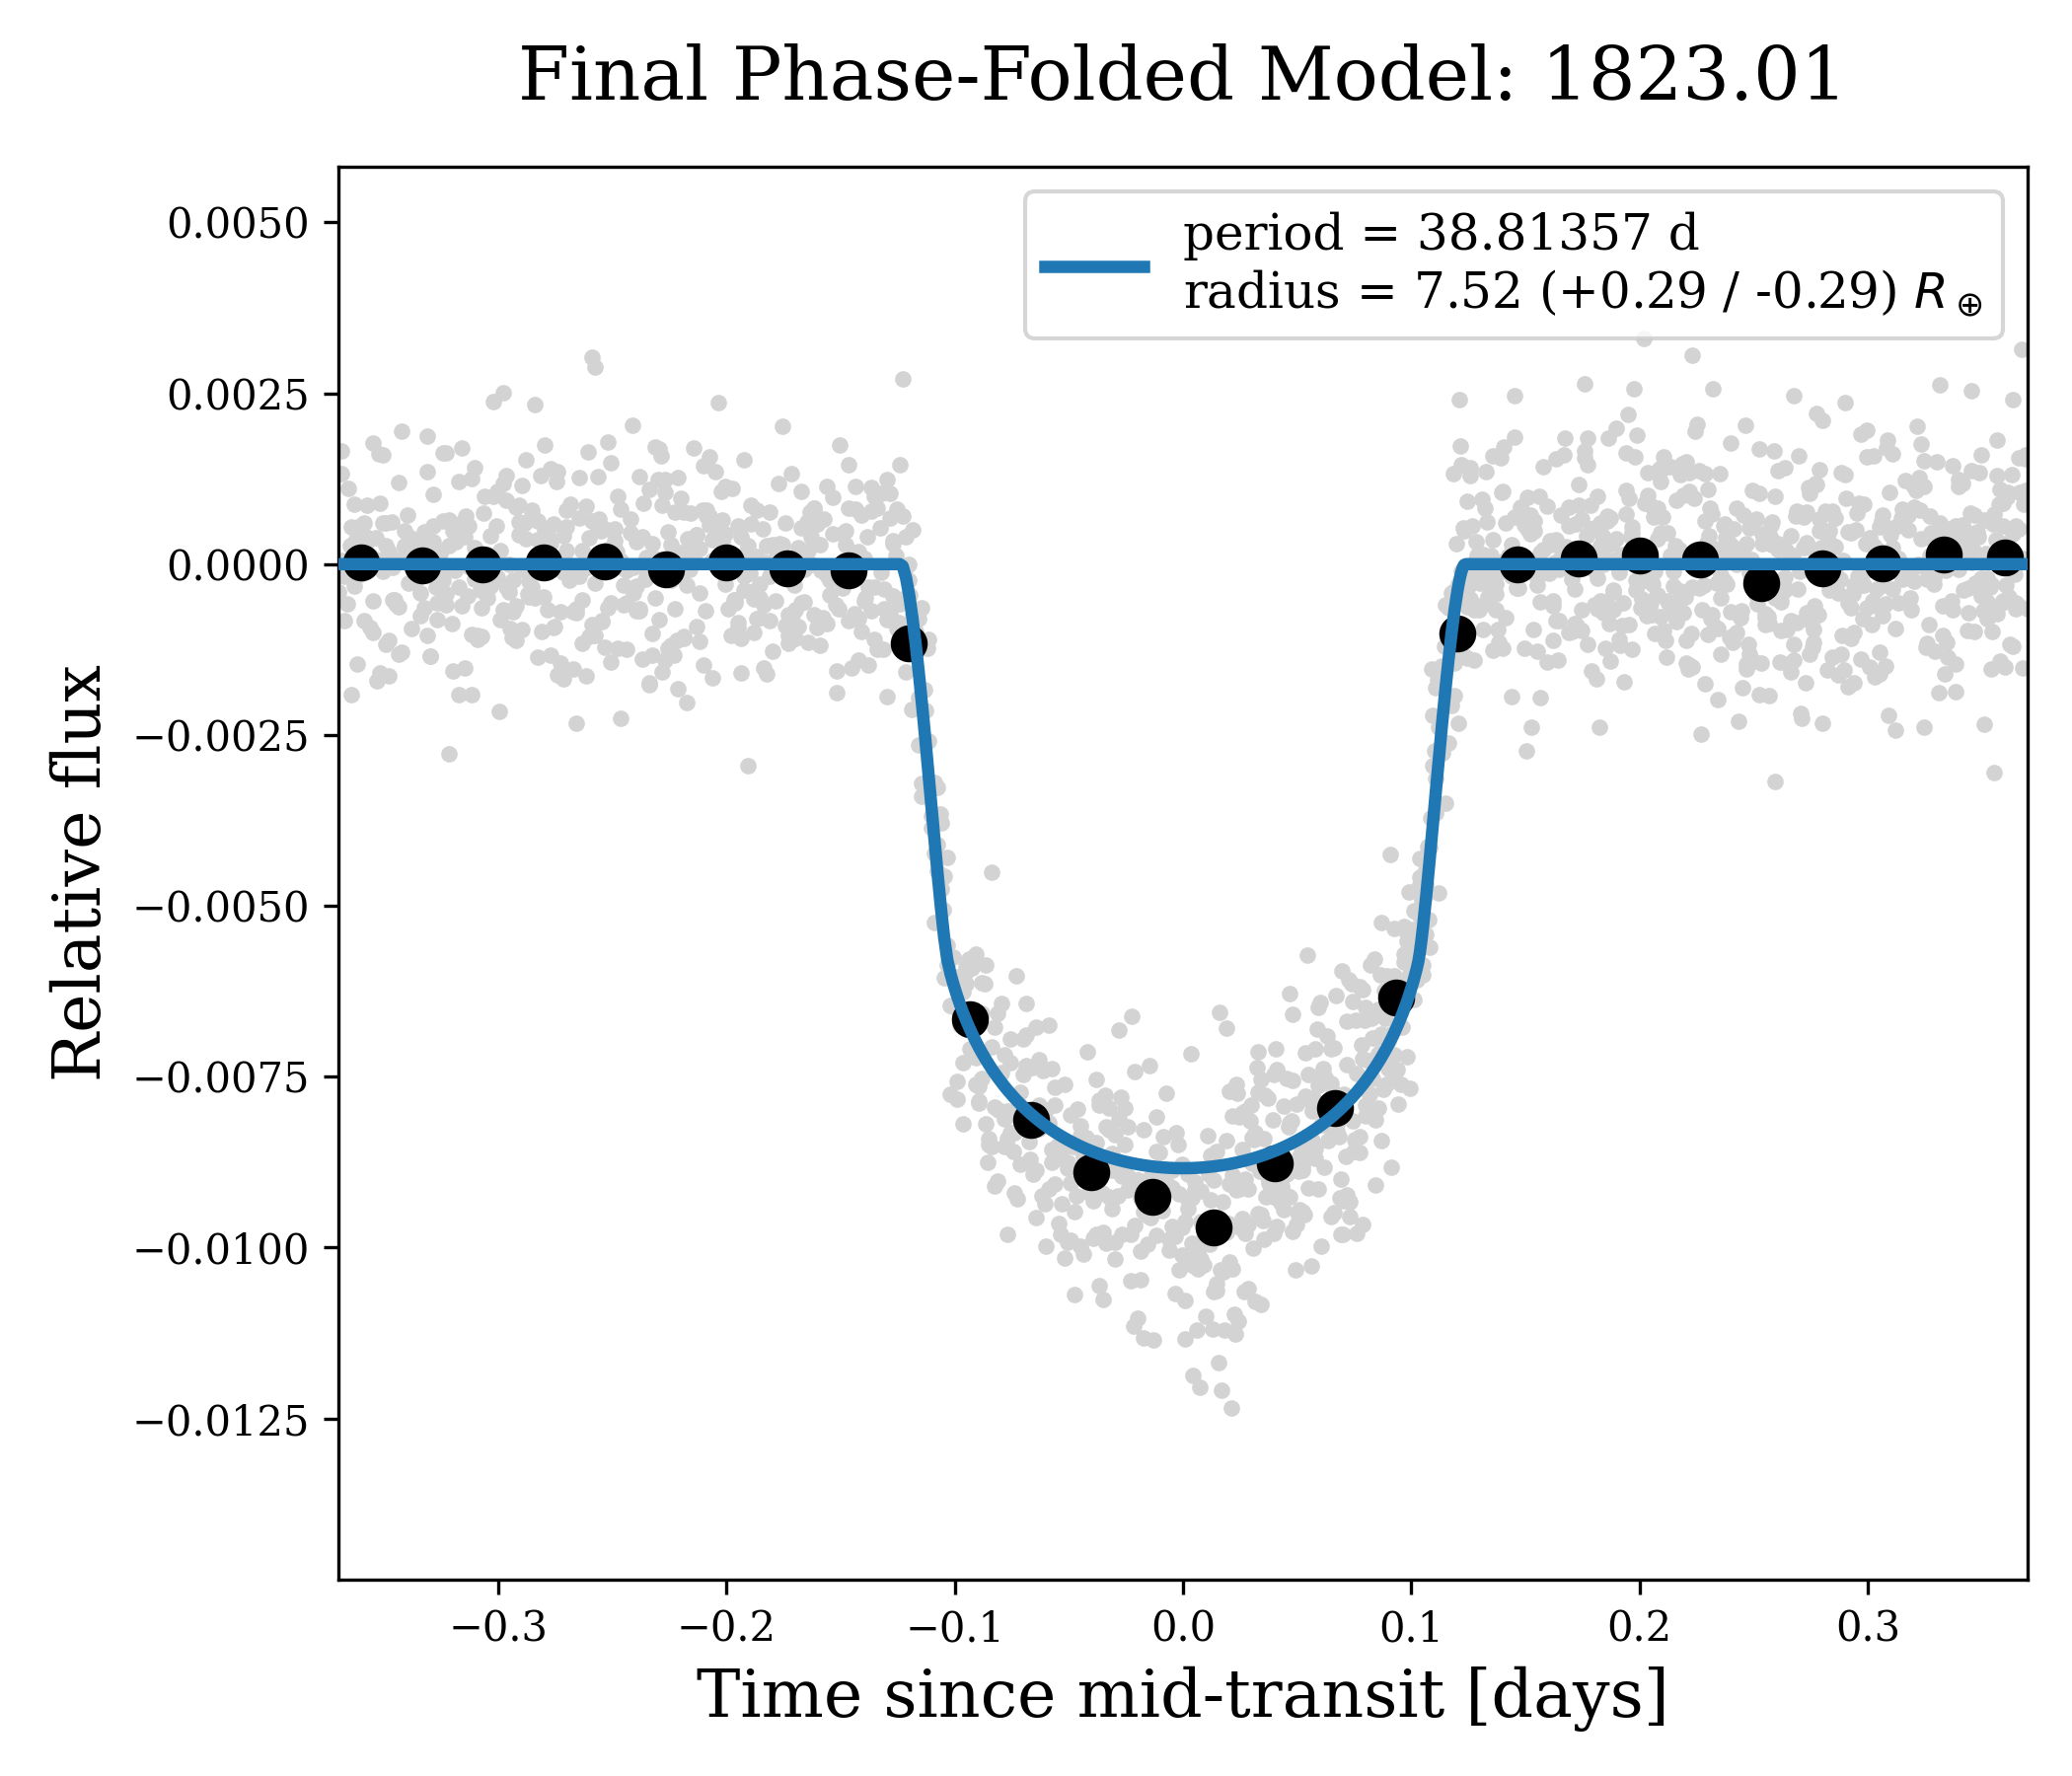 Final Phase-Folded Model: 1823.01
period = 38.81357 d
radius = 7.52 (+0.29 / -0.29) R⊕
0.0050
0.0025
0.0000
−0.0025
−0.0050
−0.0075
−0.0100
−0.0125
Relative flux
−0.3 −0.2 −0.1 0.0 0.1 0.2 0.3
Time since mid-transit [days]